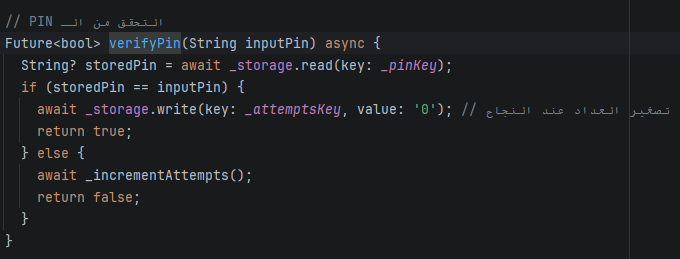 // PIN التحقق من الـ
Future<bool> verifyPin(String inputPin) async {
  String? storedPin = await _storage.read(key: _pinKey);
  if (storedPin == inputPin) {
    await _storage.write(key: _attemptsKey, value: '0'); // تصغير العداد عند النجاح
    return true;
  } else {
    await _incrementAttempts();
    return false;
  }
}